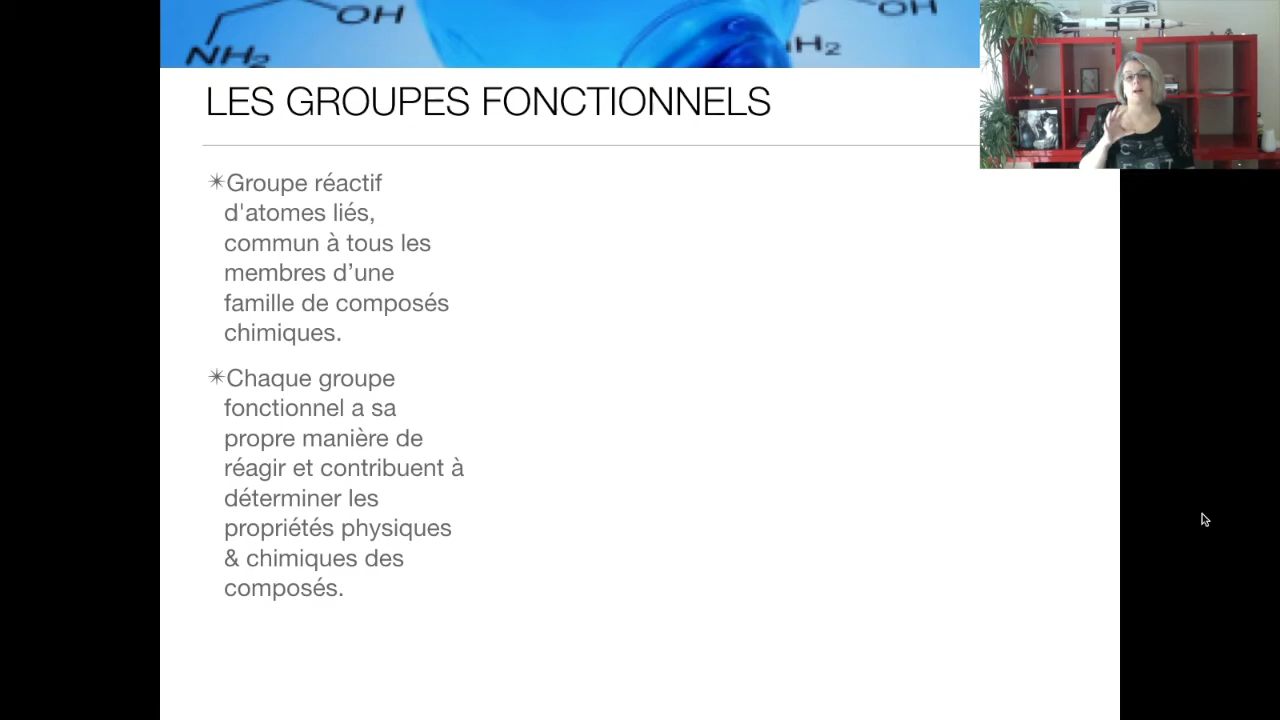 OH
NH₂
OH
H₂
LES GROUPES FONCTIONNELS
✴Groupe réactif
d'atomes liés,
commun à tous les
membres d’une
famille de composés
chimiques.
✴Chaque groupe
fonctionnel a sa
propre manière de
réagir et contribuent à
déterminer les
propriétés physiques
& chimiques des
composés.